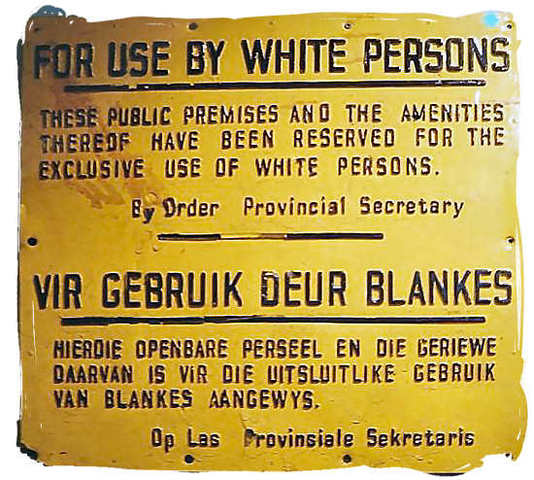 FOR USE BY WHITE PERSONS
THESE PUBLIC PREMISES AND THE AMENITIES
THEREOF HAVE BEEN RESERVED FOR THE
EXCLUSIVE USE OF WHITE PERSONS.
By Order Provincial Secretary
VIR GEBRUIK DEUR BLANKES
HIERDIE OPENBARE PERSEEL EN DIE GERIEWE
DAARVAN IS VIR DIE UITSLUITLIKE GEBRUIK
VAN BLANKES AANGEWYS.
Op Las Provinsiale Sekretaris